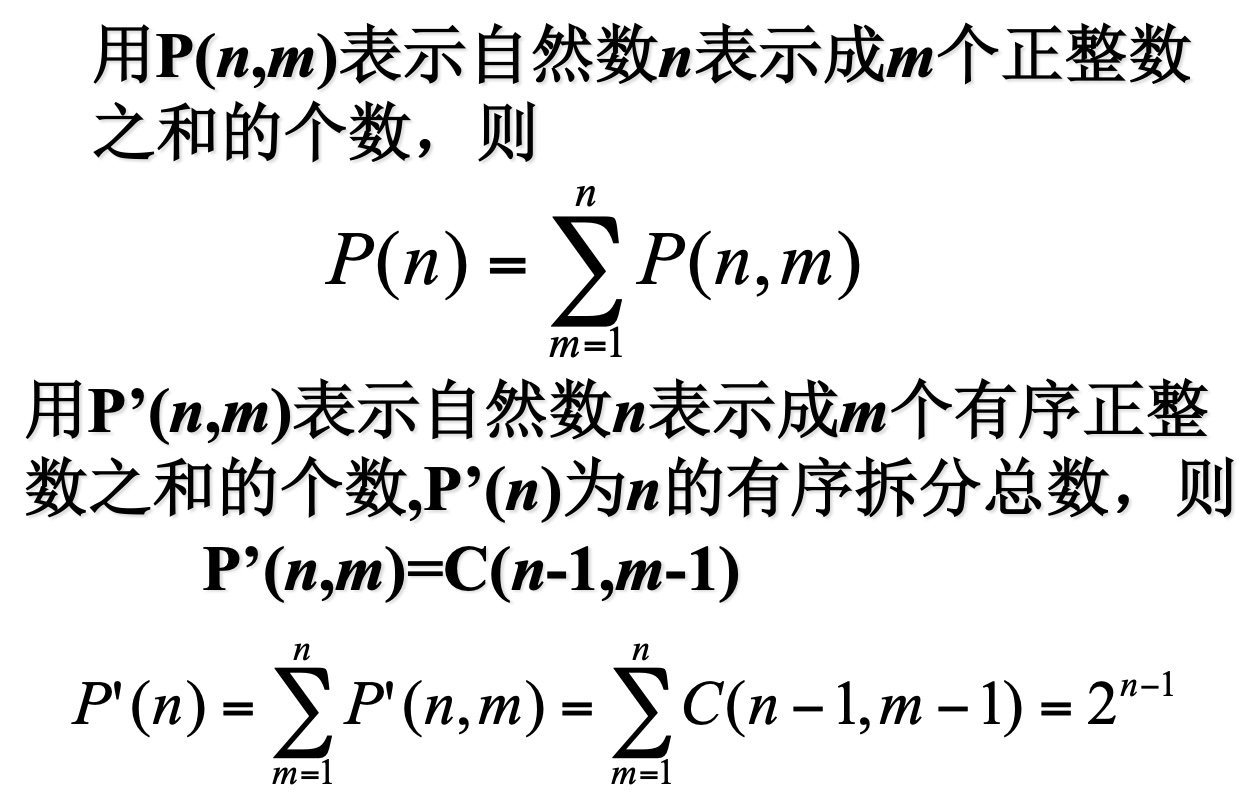 用P(n,m)表示自然数n表示成m个正整数
之和的个数，则
P(n) = \sum_{m=1}^{n} P(n,m)
用P’(n,m)表示自然数n表示成m个有序正整
数之和的个数,P’(n)为n的有序拆分总数，则
P’(n,m)=C(n-1,m-1)
P'(n) = \sum_{m=1}^{n} P'(n,m) = \sum_{m=1}^{n} C(n-1,m-1) = 2^{n-1}